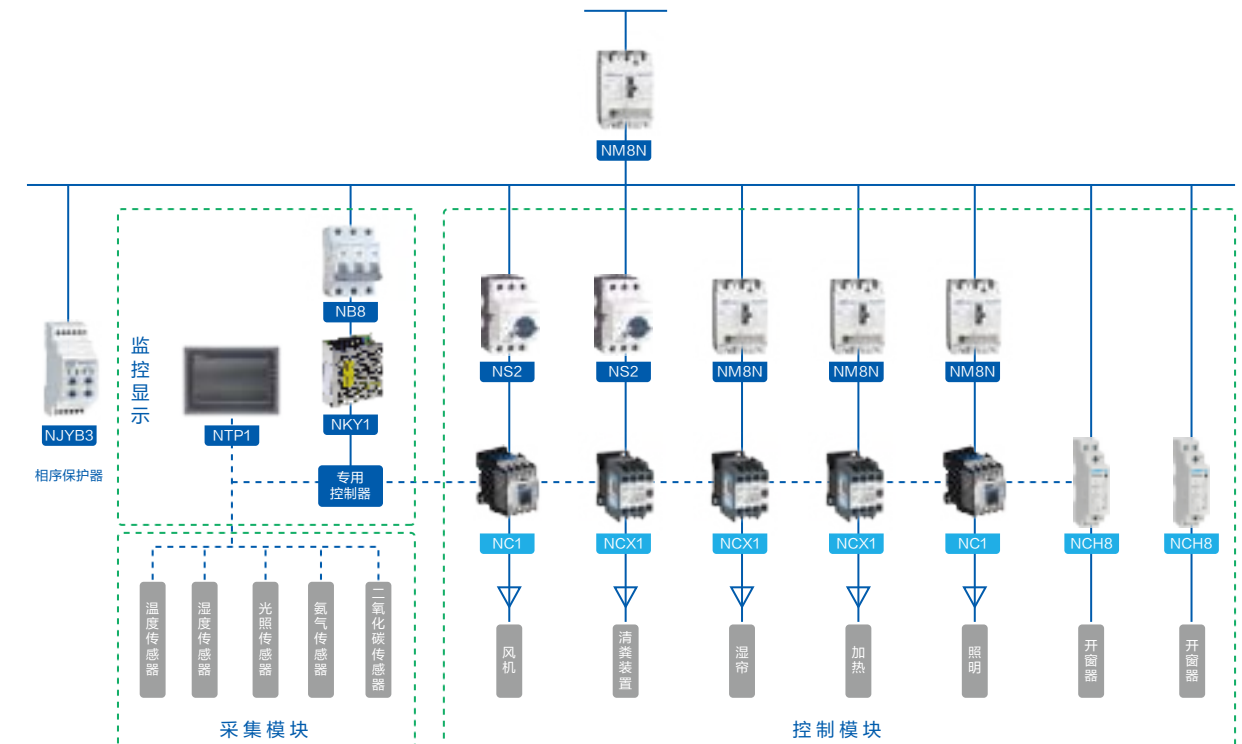 NM8N
NB8
NS2
NS2
NM8N
NM8N
NM8N
监控显示
NJYB3
NTP1
NKY1
相序保护器
专用
控制器
NC1
NCX1
NCX1
NCX1
NC1
NCH8
NCH8
温度传感器
湿度传感器
光照传感器
氨气传感器
二氧化碳传感器
风机
清粪装置
湿帘
加热
照明
开窗器
开窗器
采集模块
控制模块